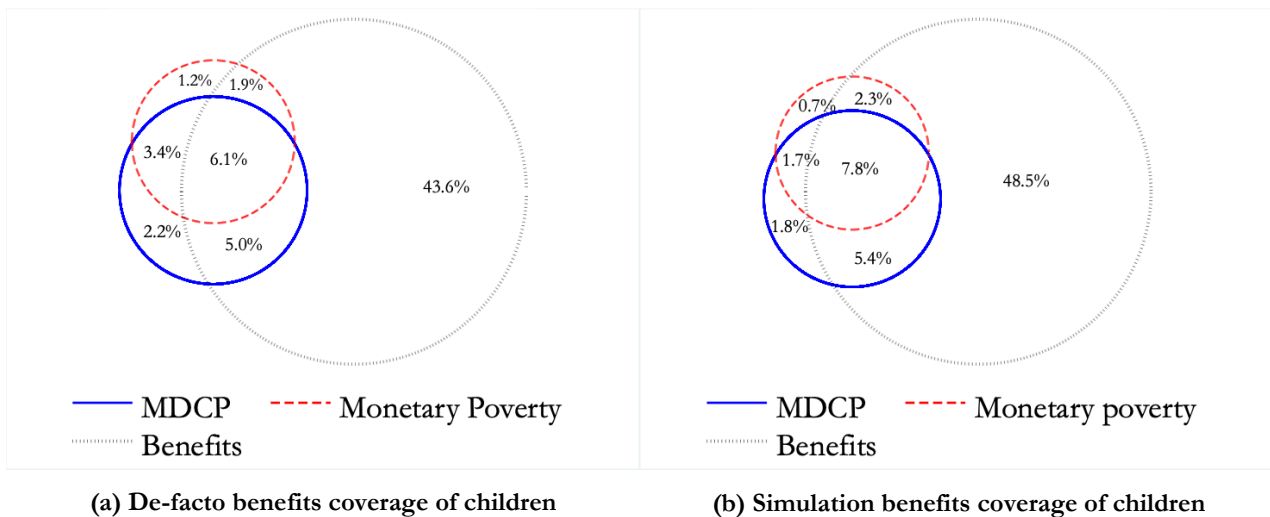 1.2%
1.9%
3.4%
6.1%
43.6%
2.2%
5.0%
MDCP
Monetary Poverty
Benefits
(a) De-facto benefits coverage of children
0.7%
2.3%
1.7%
7.8%
48.5%
1.8%
5.4%
MDCP
Monetary poverty
Benefits
(b) Simulation benefits coverage of children